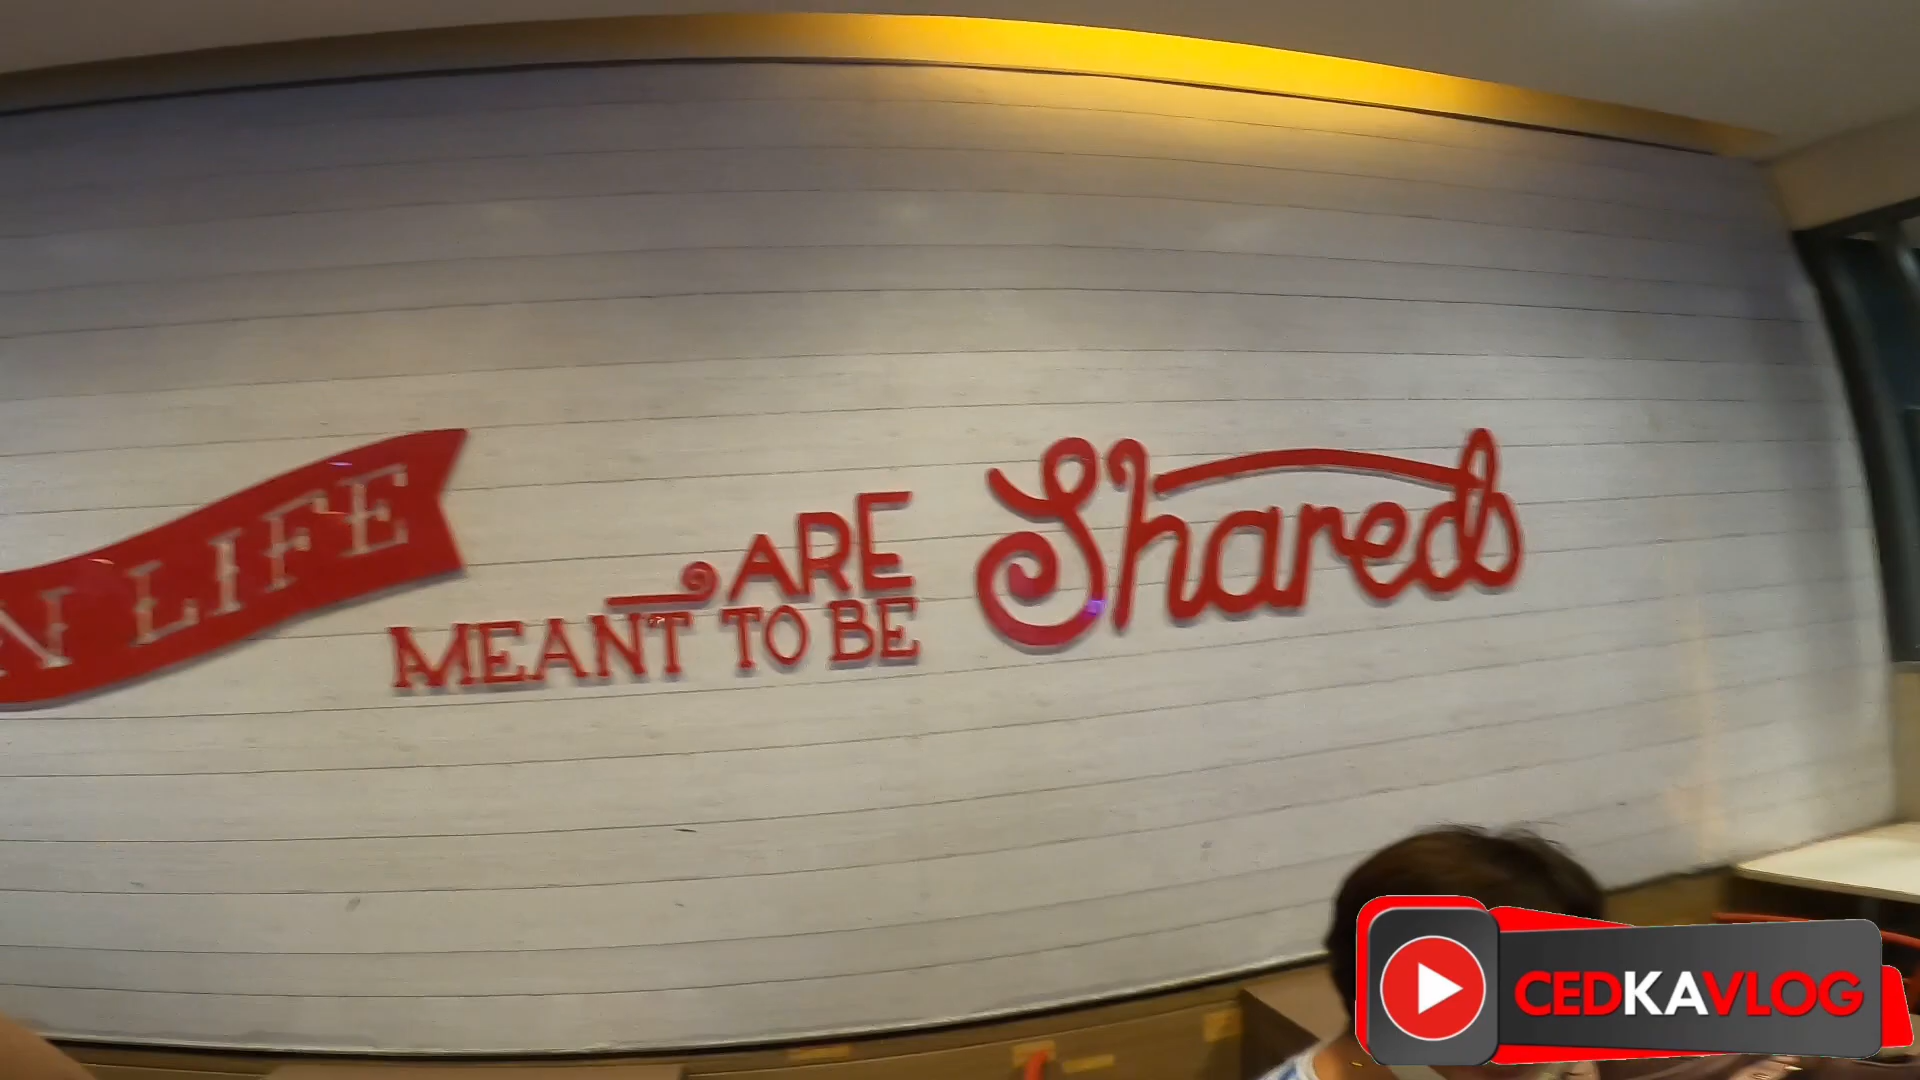 LIFE
ARE
MEANT TO BE
Shared
CEDKAVLOG